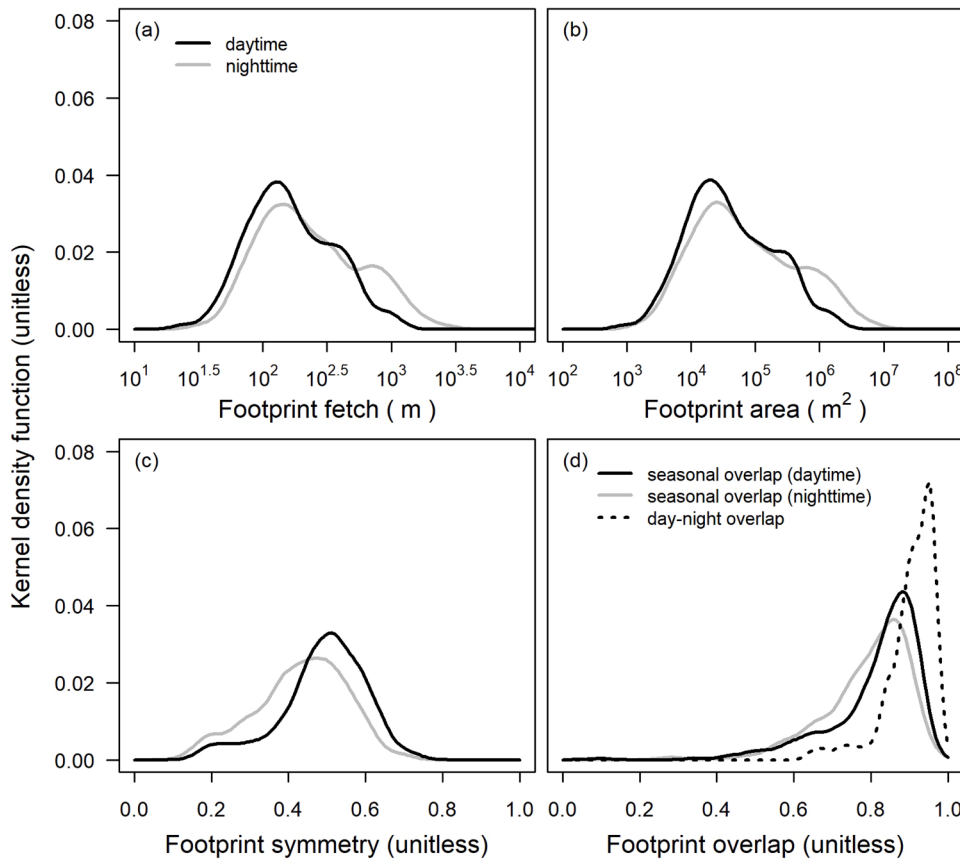 Kernel density function (unitless)
(a)
daytime
nighttime
0.08
0.06
0.04
0.02
0.00
10^1 10^1.5 10^2 10^2.5 10^3 10^3.5 10^4
Footprint fetch ( m )
(b)
10^2 10^3 10^4 10^5 10^6 10^7 10^8
Footprint area ( m^2 )
(c)
0.08
0.06
0.04
0.02
0.00
0.0 0.2 0.4 0.6 0.8 1.0
Footprint symmetry (unitless)
(d)
seasonal overlap (daytime)
seasonal overlap (nighttime)
day-night overlap
0.0 0.2 0.4 0.6 0.8 1.0
Footprint overlap (unitless)